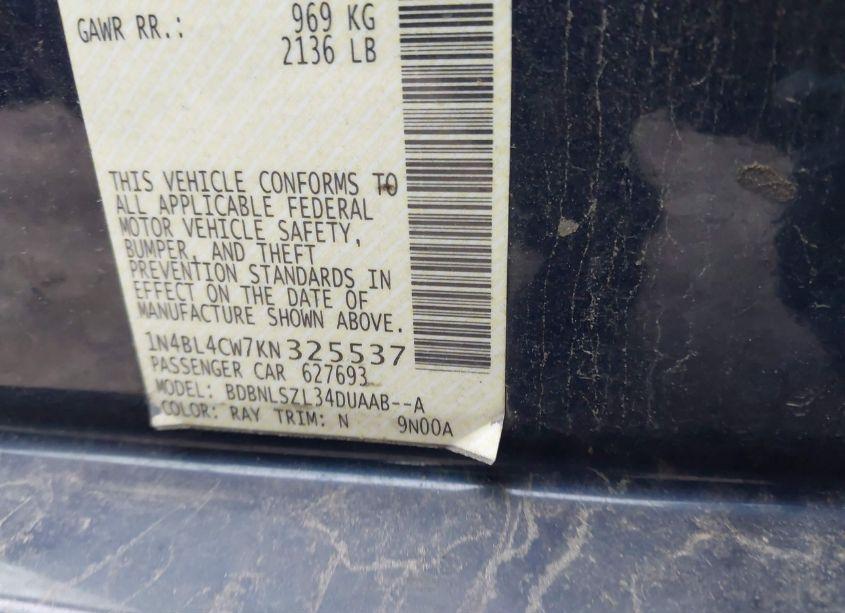 GAWR RR.: 969 KG
2136 LB
THIS VEHICLE CONFORMS TO
ALL APPLICABLE FEDERAL
MOTOR VEHICLE SAFETY,
BUMPER, AND THEFT
PREVENTION STANDARDS IN
EFFECT ON THE DATE OF
MANUFACTURE SHOWN ABOVE.
1N4BL4CW7KN325537
PASSENGER CAR 627693
MODEL: BDBNLSZL34DUAAB--A
COLOR: RAY TRIM: N 9N00A